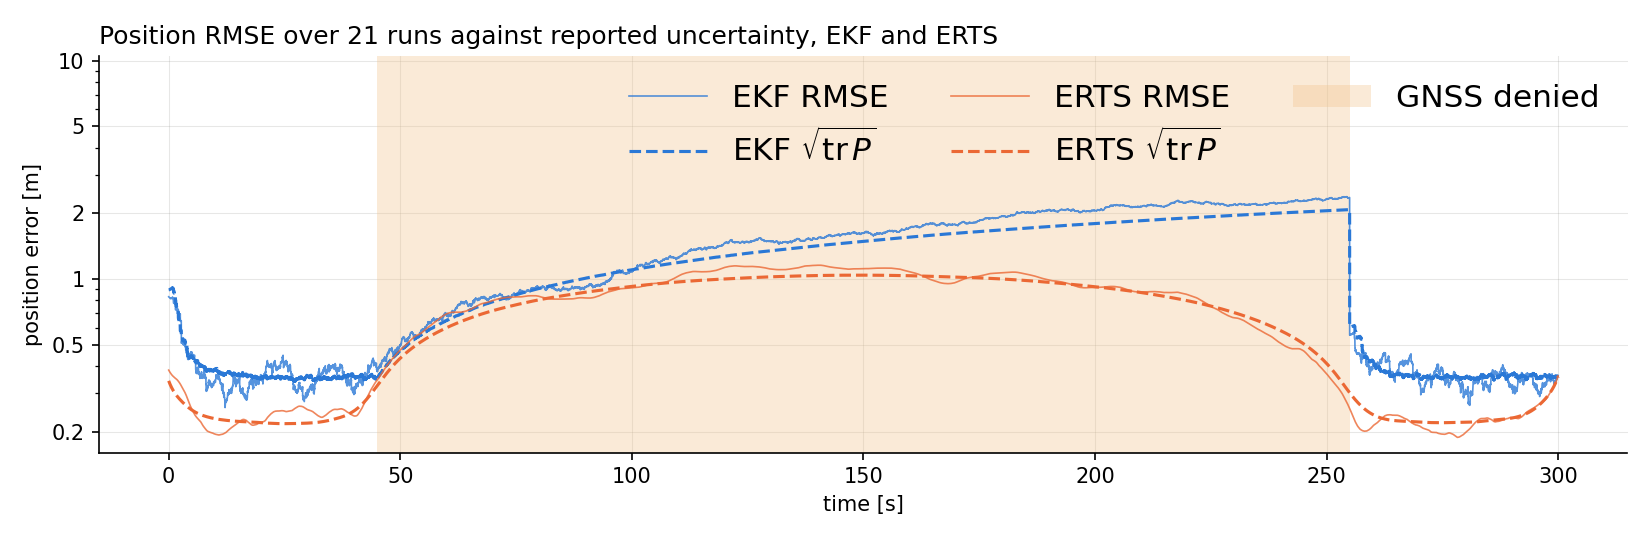 Position RMSE over 21 runs against reported uncertainty, EKF and ERTS
position error [m]
10
5
2
1
0.5
0.2
EKF RMSE
EKF √tr P
ERTS RMSE
ERTS √tr P
GNSS denied
0 50 100 150 200 250 300
time [s]